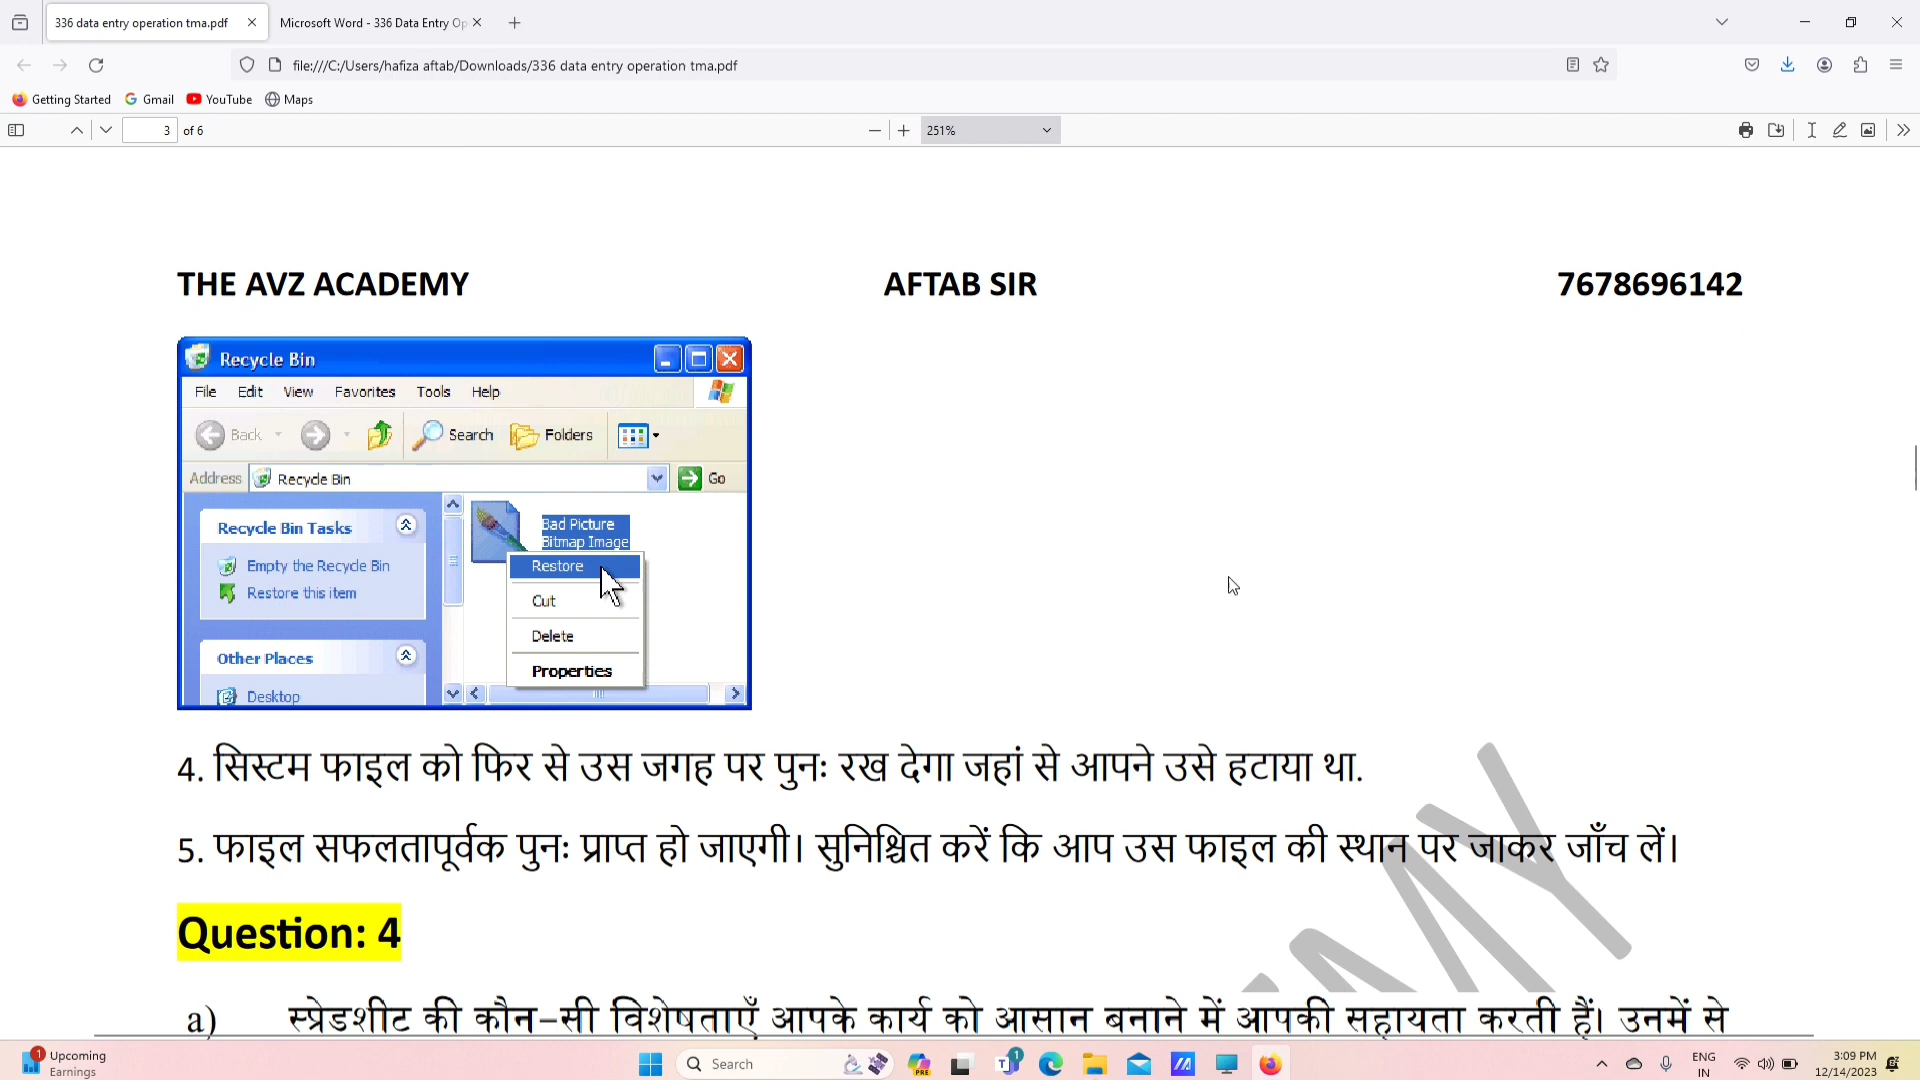 336 data entry operation tma.pdf
Microsoft Word - 336 Data Entry Op
file:///C:/Users/hafiza aftab/Downloads/336 data entry operation tma.pdf
Getting Started
Gmail
YouTube
Maps
3 of 6
251%
THE AVZ ACADEMY AFTAB SIR 7678696142
Recycle Bin
File Edit View Favorites Tools Help
Back Search Folders
Address Recycle Bin Go
Recycle Bin Tasks
Empty the Recycle Bin
Restore this item
Other Places
Desktop
Bad Picture
Bitmap Image
Restore
Cut
Delete
Properties
4. सिस्टम फाइल को फिर से उस जगह पर पुनः रख देगा जहां से आपने उसे हटाया था.
5. फाइल सफलतापूर्वक पुनः प्राप्त हो जाएगी। सुनिश्चित करें कि आप उस फाइल की स्थान पर जाकर जाँच लें।
Question: 4
a) स्प्रेडशीट की कौन-सी विशेषताएँ आपके कार्य को आसान बनाने में आपकी सहायता करती हैं। उनमें से
1 Upcoming
Earnings
Search
PRE
1
ENG
IN
3:09 PM
12/14/2023